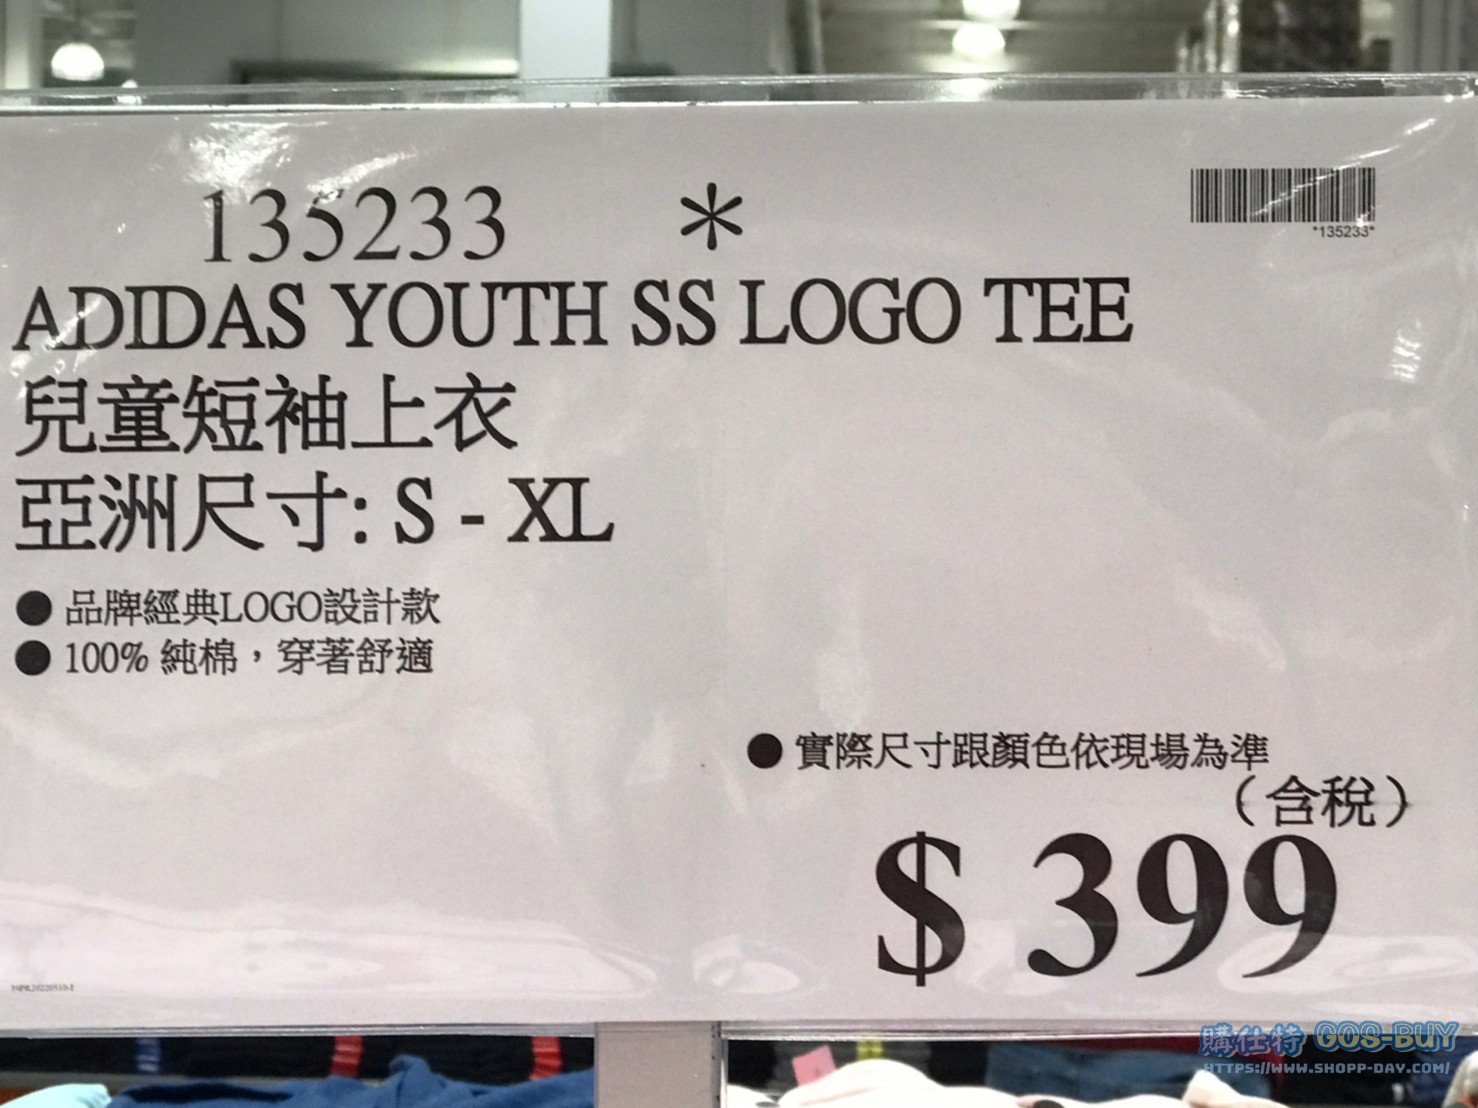 135233 *
*135233*
ADIDAS YOUTH SS LOGO TEE
兒童短袖上衣
亞洲尺寸: S - XL
● 品牌經典LOGO設計款
● 100% 純棉，穿著舒適
● 實際尺寸跟顏色依現場為準
（含稅）
$ 399
購仕特 GOS-BUY
HTTPS://WWW.SHOPP-DAY.COM/